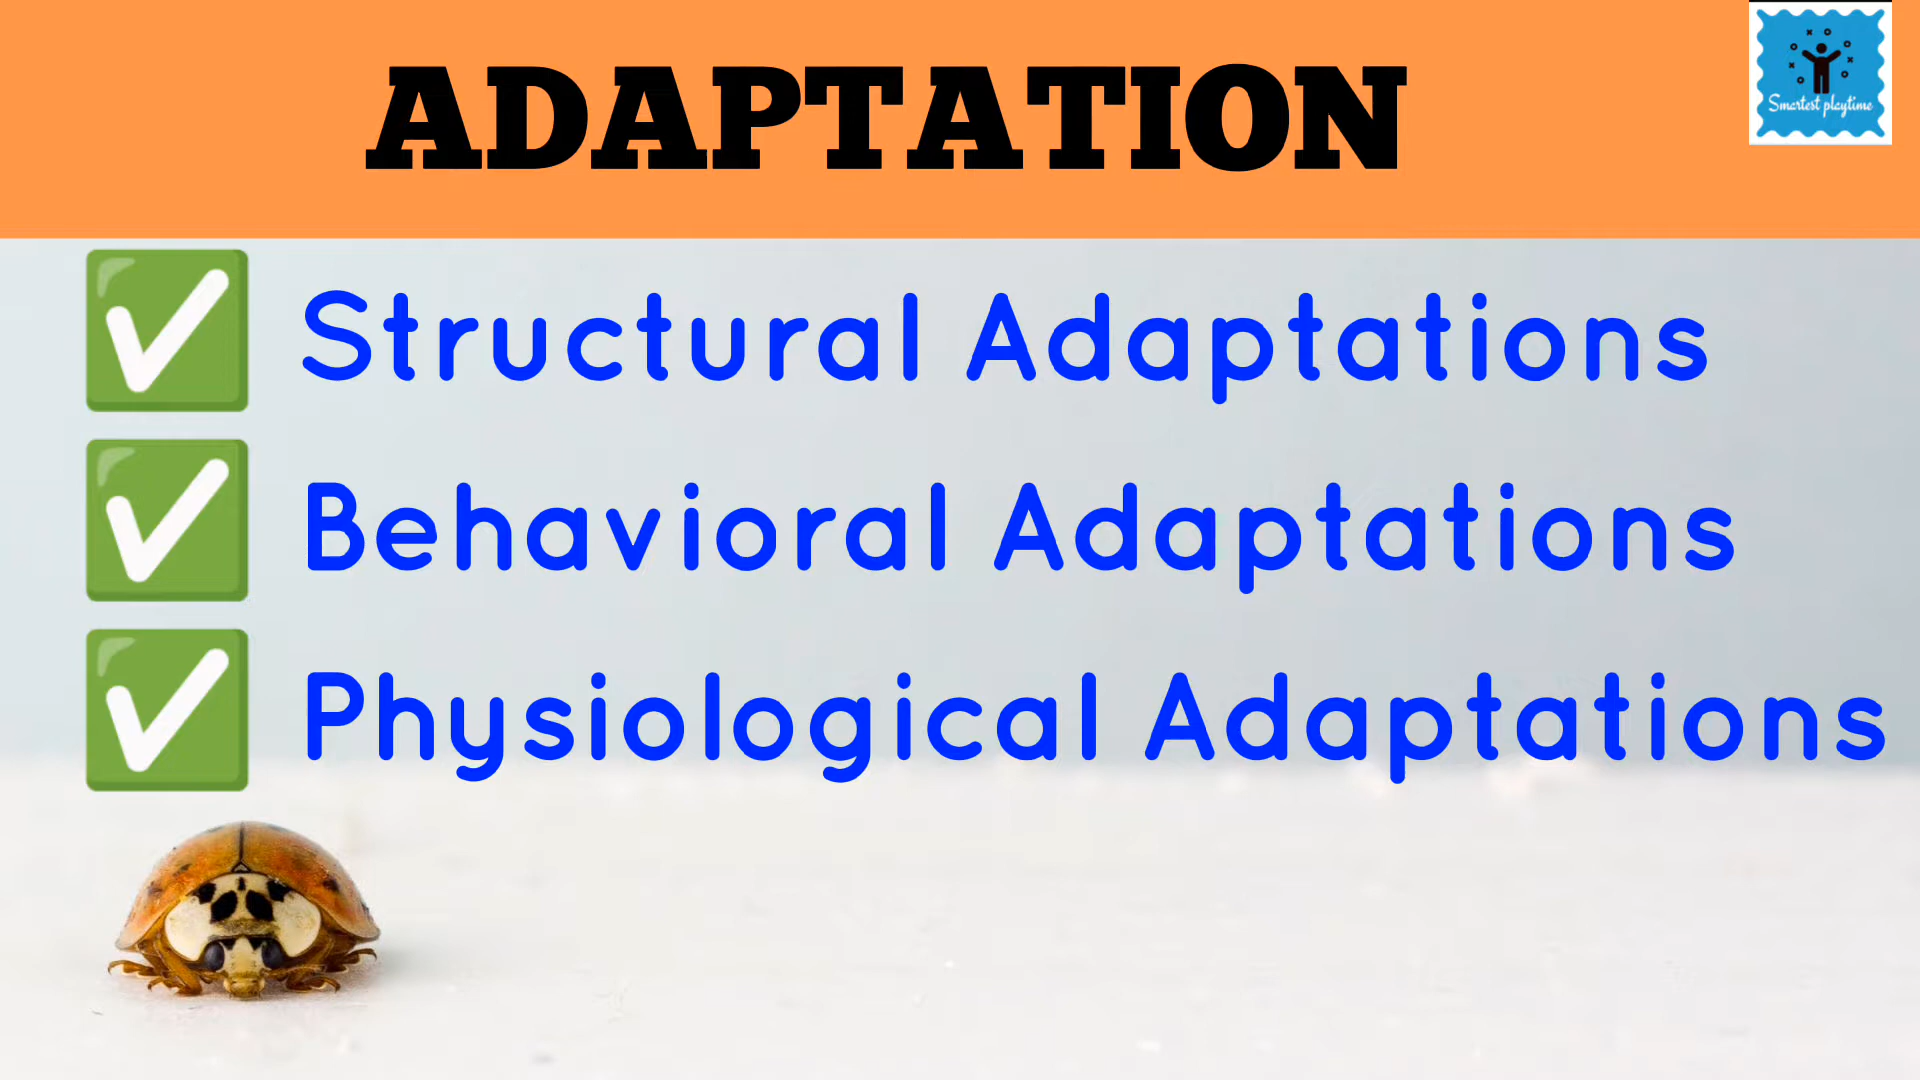 ADAPTATION
Smartest playtime
Structural Adaptations
Behavioral Adaptations
Physiological Adaptations